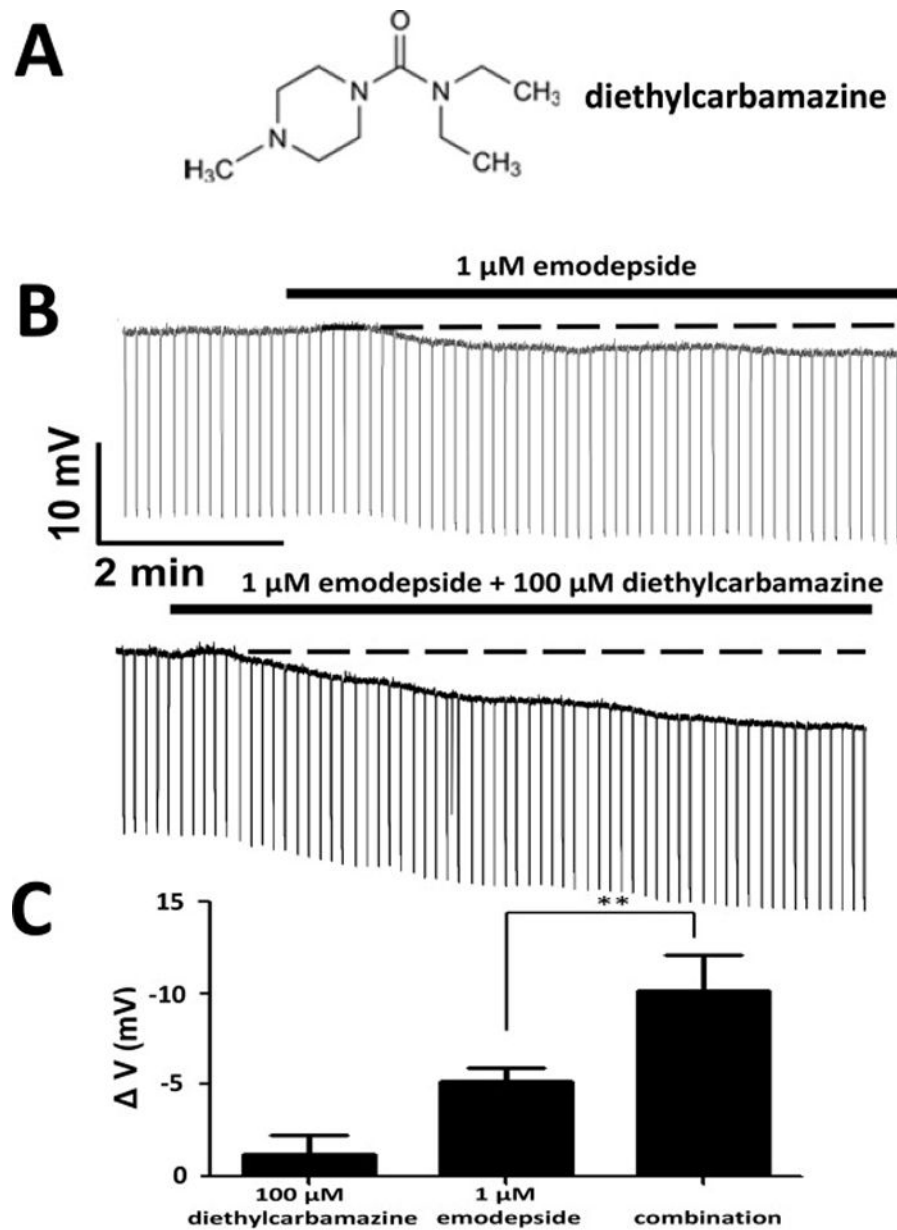 A
O
N
N
CH₃
diethylcarbamazine
N
H₃C
CH₃
1 µM emodepside
B
10 mV
2 min
1 µM emodepside + 100 µM diethylcarbamazine
C
**
15
-10
-5
0
Δ V (mV)
100 µM
diethylcarbamazine
1 µM
emodepside
combination